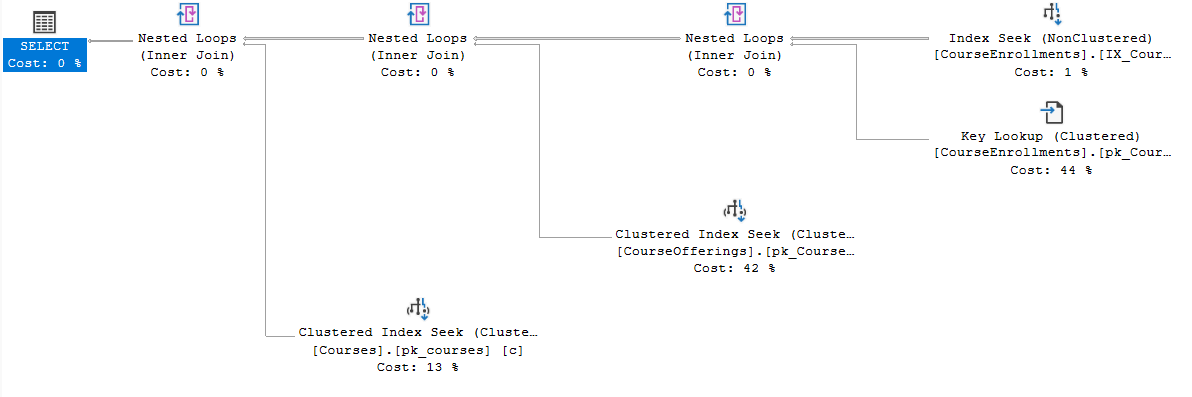 SELECT
Cost: 0 %
Nested Loops
(Inner Join)
Cost: 0 %
Nested Loops
(Inner Join)
Cost: 0 %
Nested Loops
(Inner Join)
Cost: 0 %
Index Seek (NonClustered)
[CourseEnrollments].[IX_Cour…
Cost: 1 %
Key Lookup (Clustered)
[CourseEnrollments].[pk_Cour…
Cost: 44 %
Clustered Index Seek (Cluste…
[CourseOfferings].[pk_Course…
Cost: 42 %
Clustered Index Seek (Cluste…
[Courses].[pk_courses] [c]
Cost: 13 %